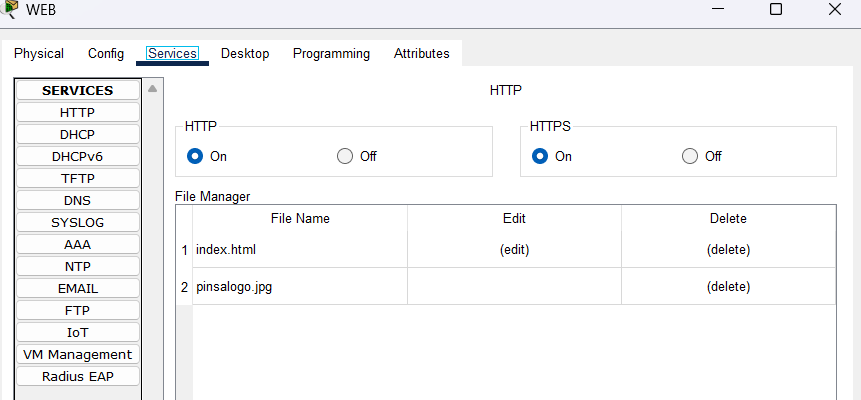 WEB
Physical Config Services Desktop Programming Attributes
SERVICES
HTTP
DHCP
DHCPv6
TFTP
DNS
SYSLOG
AAA
NTP
EMAIL
FTP
IoT
VM Management
Radius EAP
HTTP
HTTP
On Off
HTTPS
On Off
File Manager
File Name Edit Delete
1 index.html (edit) (delete)
2 pinsalogo.jpg (delete)